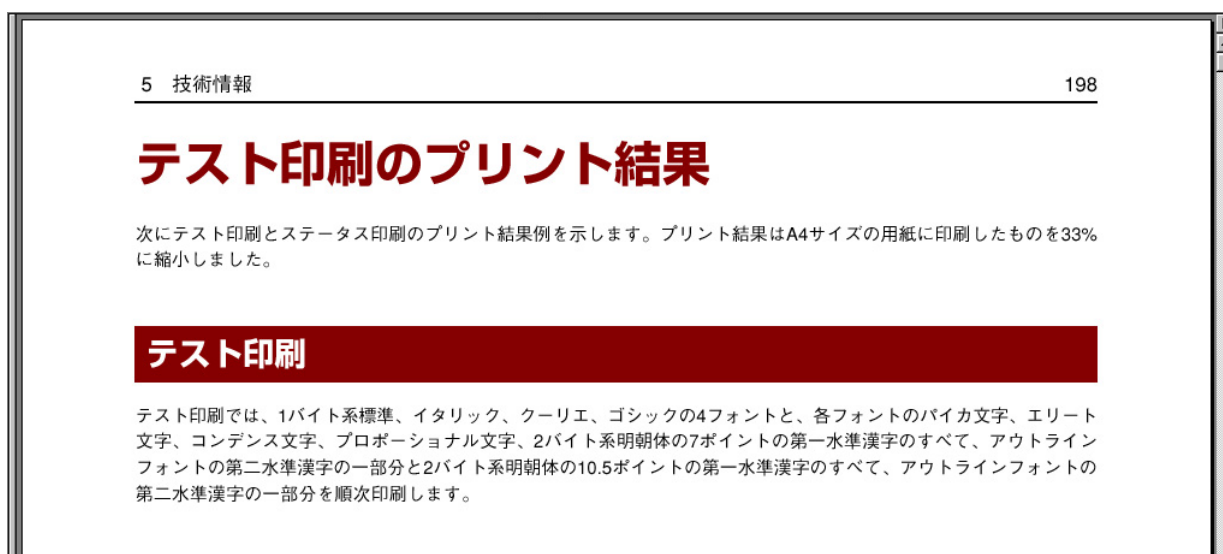 5　技術情報
198
テスト印刷のプリント結果
次にテスト印刷とステータス印刷のプリント結果例を示します。プリント結果はA4サイズの用紙に印刷したものを33%
に縮小しました。
テスト印刷
テスト印刷では、1バイト系標準、イタリック、クーリエ、ゴシックの4フォントと、各フォントのパイカ文字、エリート
文字、コンデンス文字、プロポーショナル文字、2バイト系明朝体の7ポイントの第一水準漢字のすべて、アウトライン
フォントの第二水準漢字の一部分と2バイト系明朝体の10.5ポイントの第一水準漢字のすべて、アウトラインフォントの
第二水準漢字の一部分を順次印刷します。